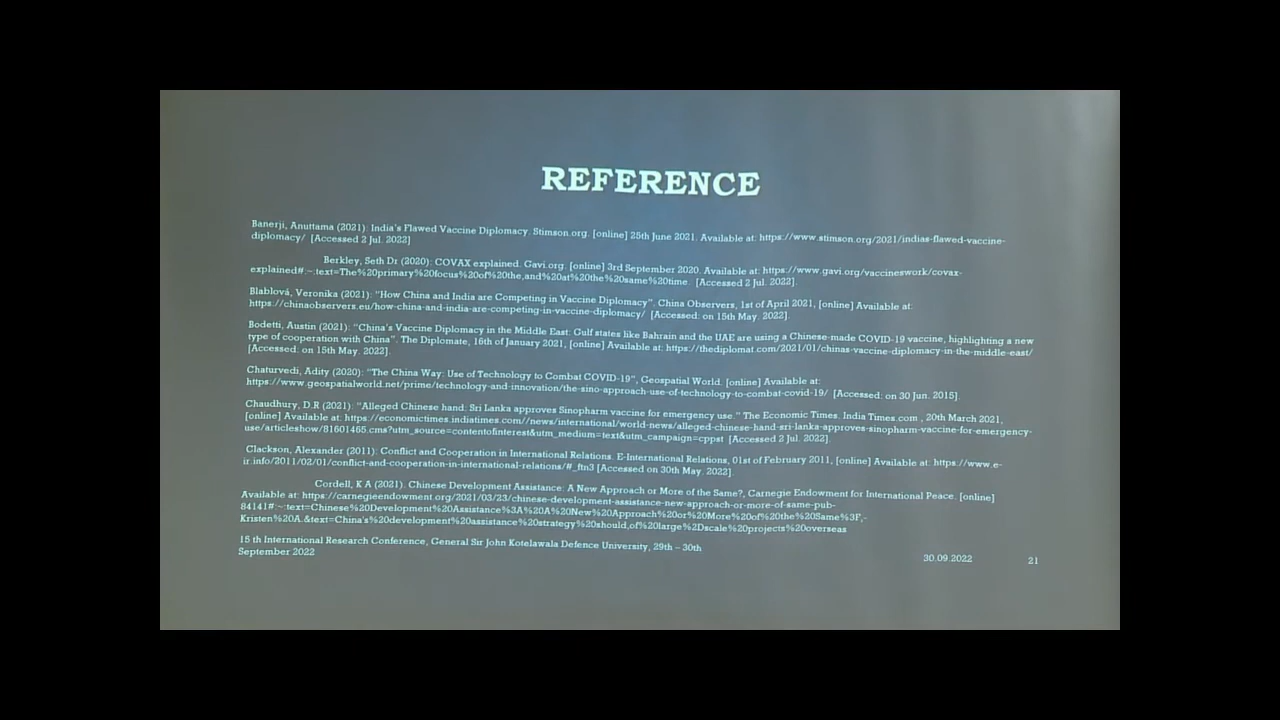 REFERENCE
Banerji, Anuttama (2021): India's Flawed Vaccine Diplomacy. Stimson.org. [online] 25th June 2021. Available at: https://www.stimson.org/2021/indias-flawed-vaccine-
diplomacy/ [Accessed 2 Jul. 2022]
Berkley, Seth Dr (2020): COVAX explained. Gavi.org. [online] 3rd September 2020. Available at: https://www.gavi.org/vaccineswork/covax-
explained#:~:text=The%20primary%20focus%20of%20the,and%20at%20the%20same%20time. [Accessed 2 Jul. 2022].
Blablová, Veronika (2021): "How China and India are Competing in Vaccine Diplomacy". China Observers, 1st of April 2021, [online] Available at:
https://chinaobservers.eu/how-china-and-india-are-competing-in-vaccine-diplomacy/ [Accessed: on 15th May. 2022].
Bodetti, Austin (2021): "China's Vaccine Diplomacy in the Middle East: Gulf states like Bahrain and the UAE are using a Chinese-made COVID-19 vaccine, highlighting a new
type of cooperation with China". The Diplomate, 16th of January 2021, [online] Available at: https://thediplomat.com/2021/01/chinas-vaccine-diplomacy-in-the-middle-east/
[Accessed: on 15th May. 2022].
Chaturvedi, Adity (2020): "The China Way: Use of Technology to Combat COVID-19", Geospatial World. [online] Available at:
https://www.geospatialworld.net/prime/technology-and-innovation/the-sino-approach-use-of-technology-to-combat-covid-19/ [Accessed: on 30 Jun. 2015].
Chaudhury, D.R (2021): "Alleged Chinese hand: Sri Lanka approves Sinopharm vaccine for emergency use." The Economic Times. India Times.com , 20th March 2021,
[online] Available at: https://economictimes.indiatimes.com//news/international/world-news/alleged-chinese-hand-sri-lanka-approves-sinopharm-vaccine-for-emergency-
use/articleshow/81601465.cms?utm_source=contentofinterest&utm_medium=text&utm_campaign=cppst [Accessed 2 Jul. 2022].
Clackson, Alexander (2011): Conflict and Cooperation in International Relations. E-International Relations, 01st of February 2011, [online] Available at: https://www.e-
ir.info/2011/02/01/conflict-and-cooperation-in-international-relations/#_ftn3 [Accessed on 30th May. 2022].
Cordell, K A (2021). Chinese Development Assistance: A New Approach or More of the Same?, Carnegie Endowment for International Peace. [online]
Available at: https://carnegieendowment.org/2021/03/23/chinese-development-assistance-new-approach-or-more-of-same-pub-
84141#:~:text=Chinese%20Development%20Assistance%3A%20A%20New%20Approach%20or%20More%20of%20the%20Same%3F,-
Kristen%20A.&text=China's%20development%20assistance%20strategy%20should,of%20large%2Dscale%20projects%20overseas
15 th International Research Conference, General Sir John Kotelawala Defence University, 29th – 30th
September 2022
30.09.2022
21